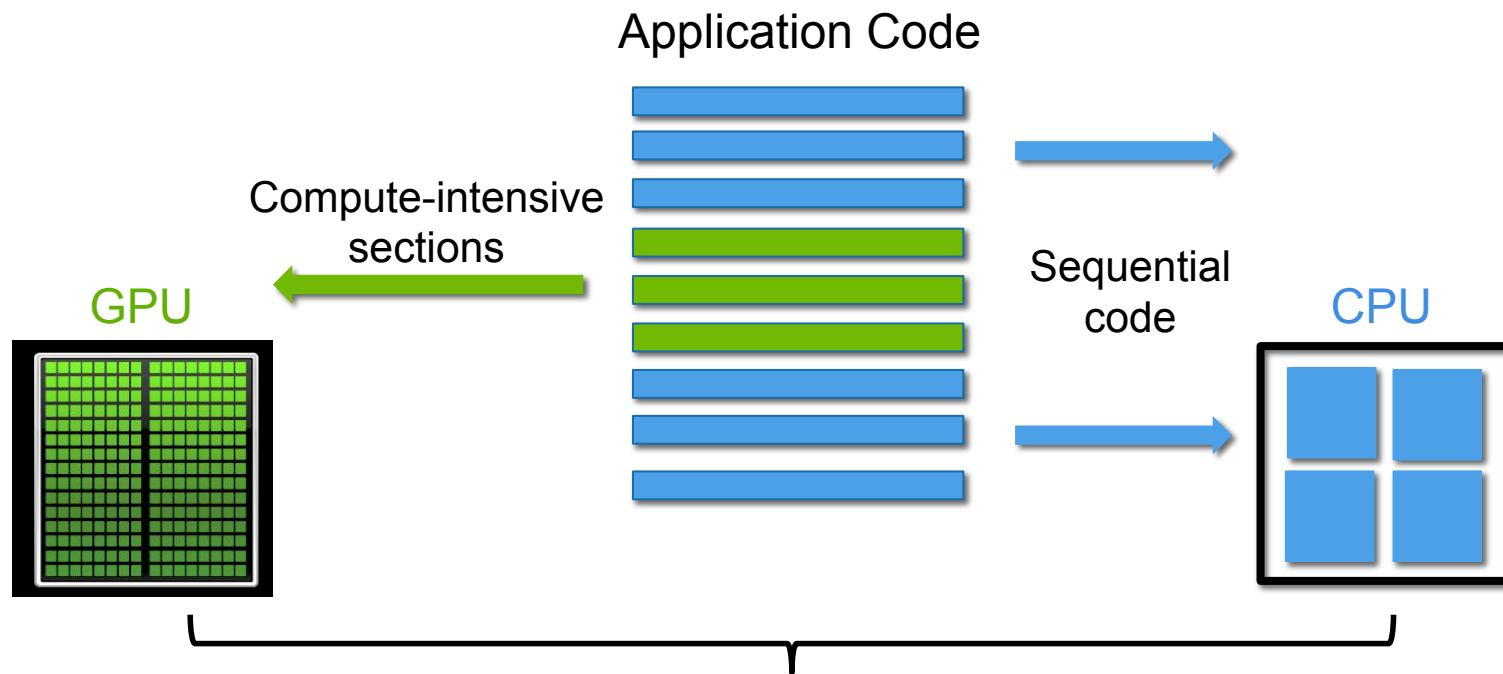 Application Code
Compute-intensive
sections
Sequential
code
GPU
CPU